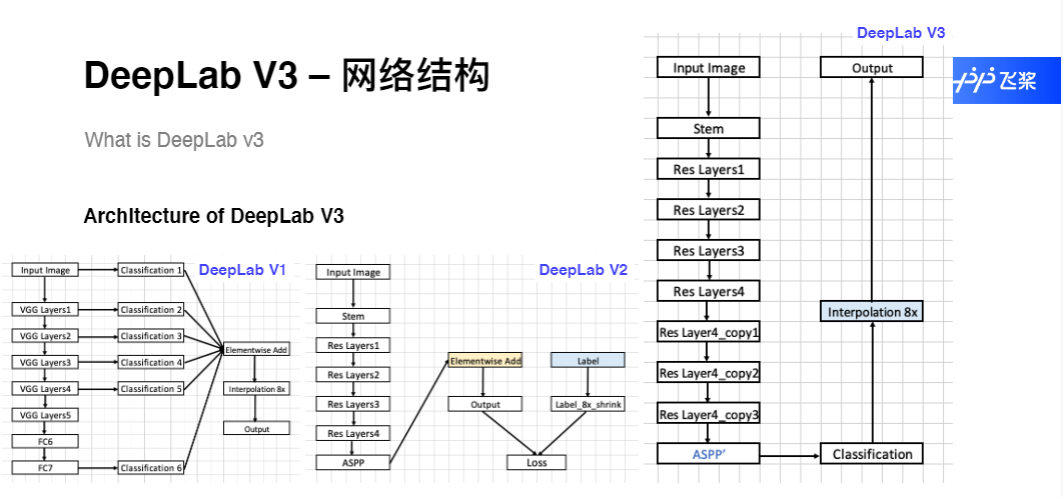 DeepLab V3 – 网络结构
What is DeepLab v3
Architecture of DeepLab V3
飞桨
DeepLab V1
Input Image
Classification 1
VGG Layers1
Classification 2
VGG Layers2
Classification 3
VGG Layers3
Classification 4
VGG Layers4
Classification 5
VGG Layers5
FC6
FC7
Classification 6
Elementwise Add
Interpolation 8x
Output
DeepLab V2
Input Image
Stem
Res Layers1
Res Layers2
Res Layers3
Res Layers4
ASPP
Elementwise Add
Output
Label
Label_8x_shrink
Loss
DeepLab V3
Input Image
Stem
Res Layers1
Res Layers2
Res Layers3
Res Layers4
Res Layer4_copy1
Res Layer4_copy2
Res Layer4_copy3
ASPP’
Classification
Interpolation 8x
Output